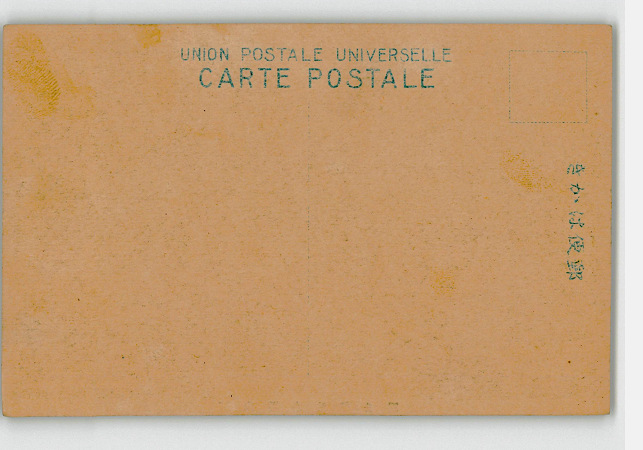 UNION POSTALE UNIVERSELLE
CARTE POSTALE
きかは便郵